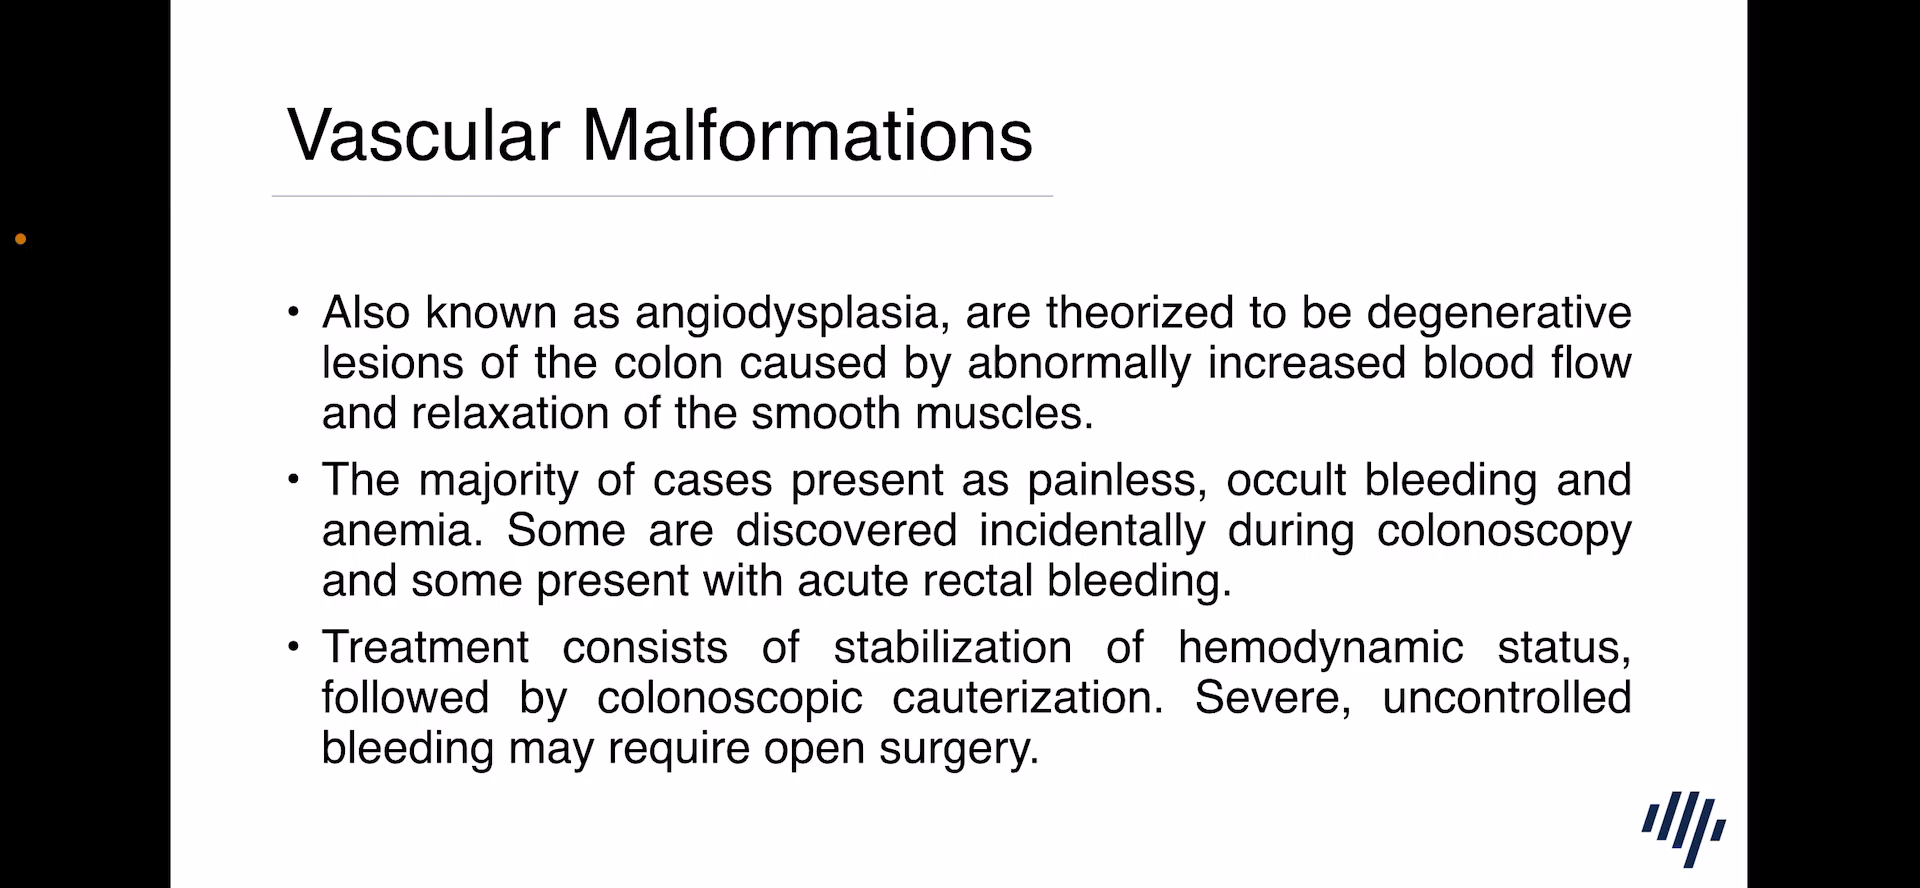 Vascular Malformations
• Also known as angiodysplasia, are theorized to be degenerative
lesions of the colon caused by abnormally increased blood flow
and relaxation of the smooth muscles.
• The majority of cases present as painless, occult bleeding and
anemia. Some are discovered incidentally during colonoscopy
and some present with acute rectal bleeding.
• Treatment consists of stabilization of hemodynamic status,
followed by colonoscopic cauterization. Severe, uncontrolled
bleeding may require open surgery.